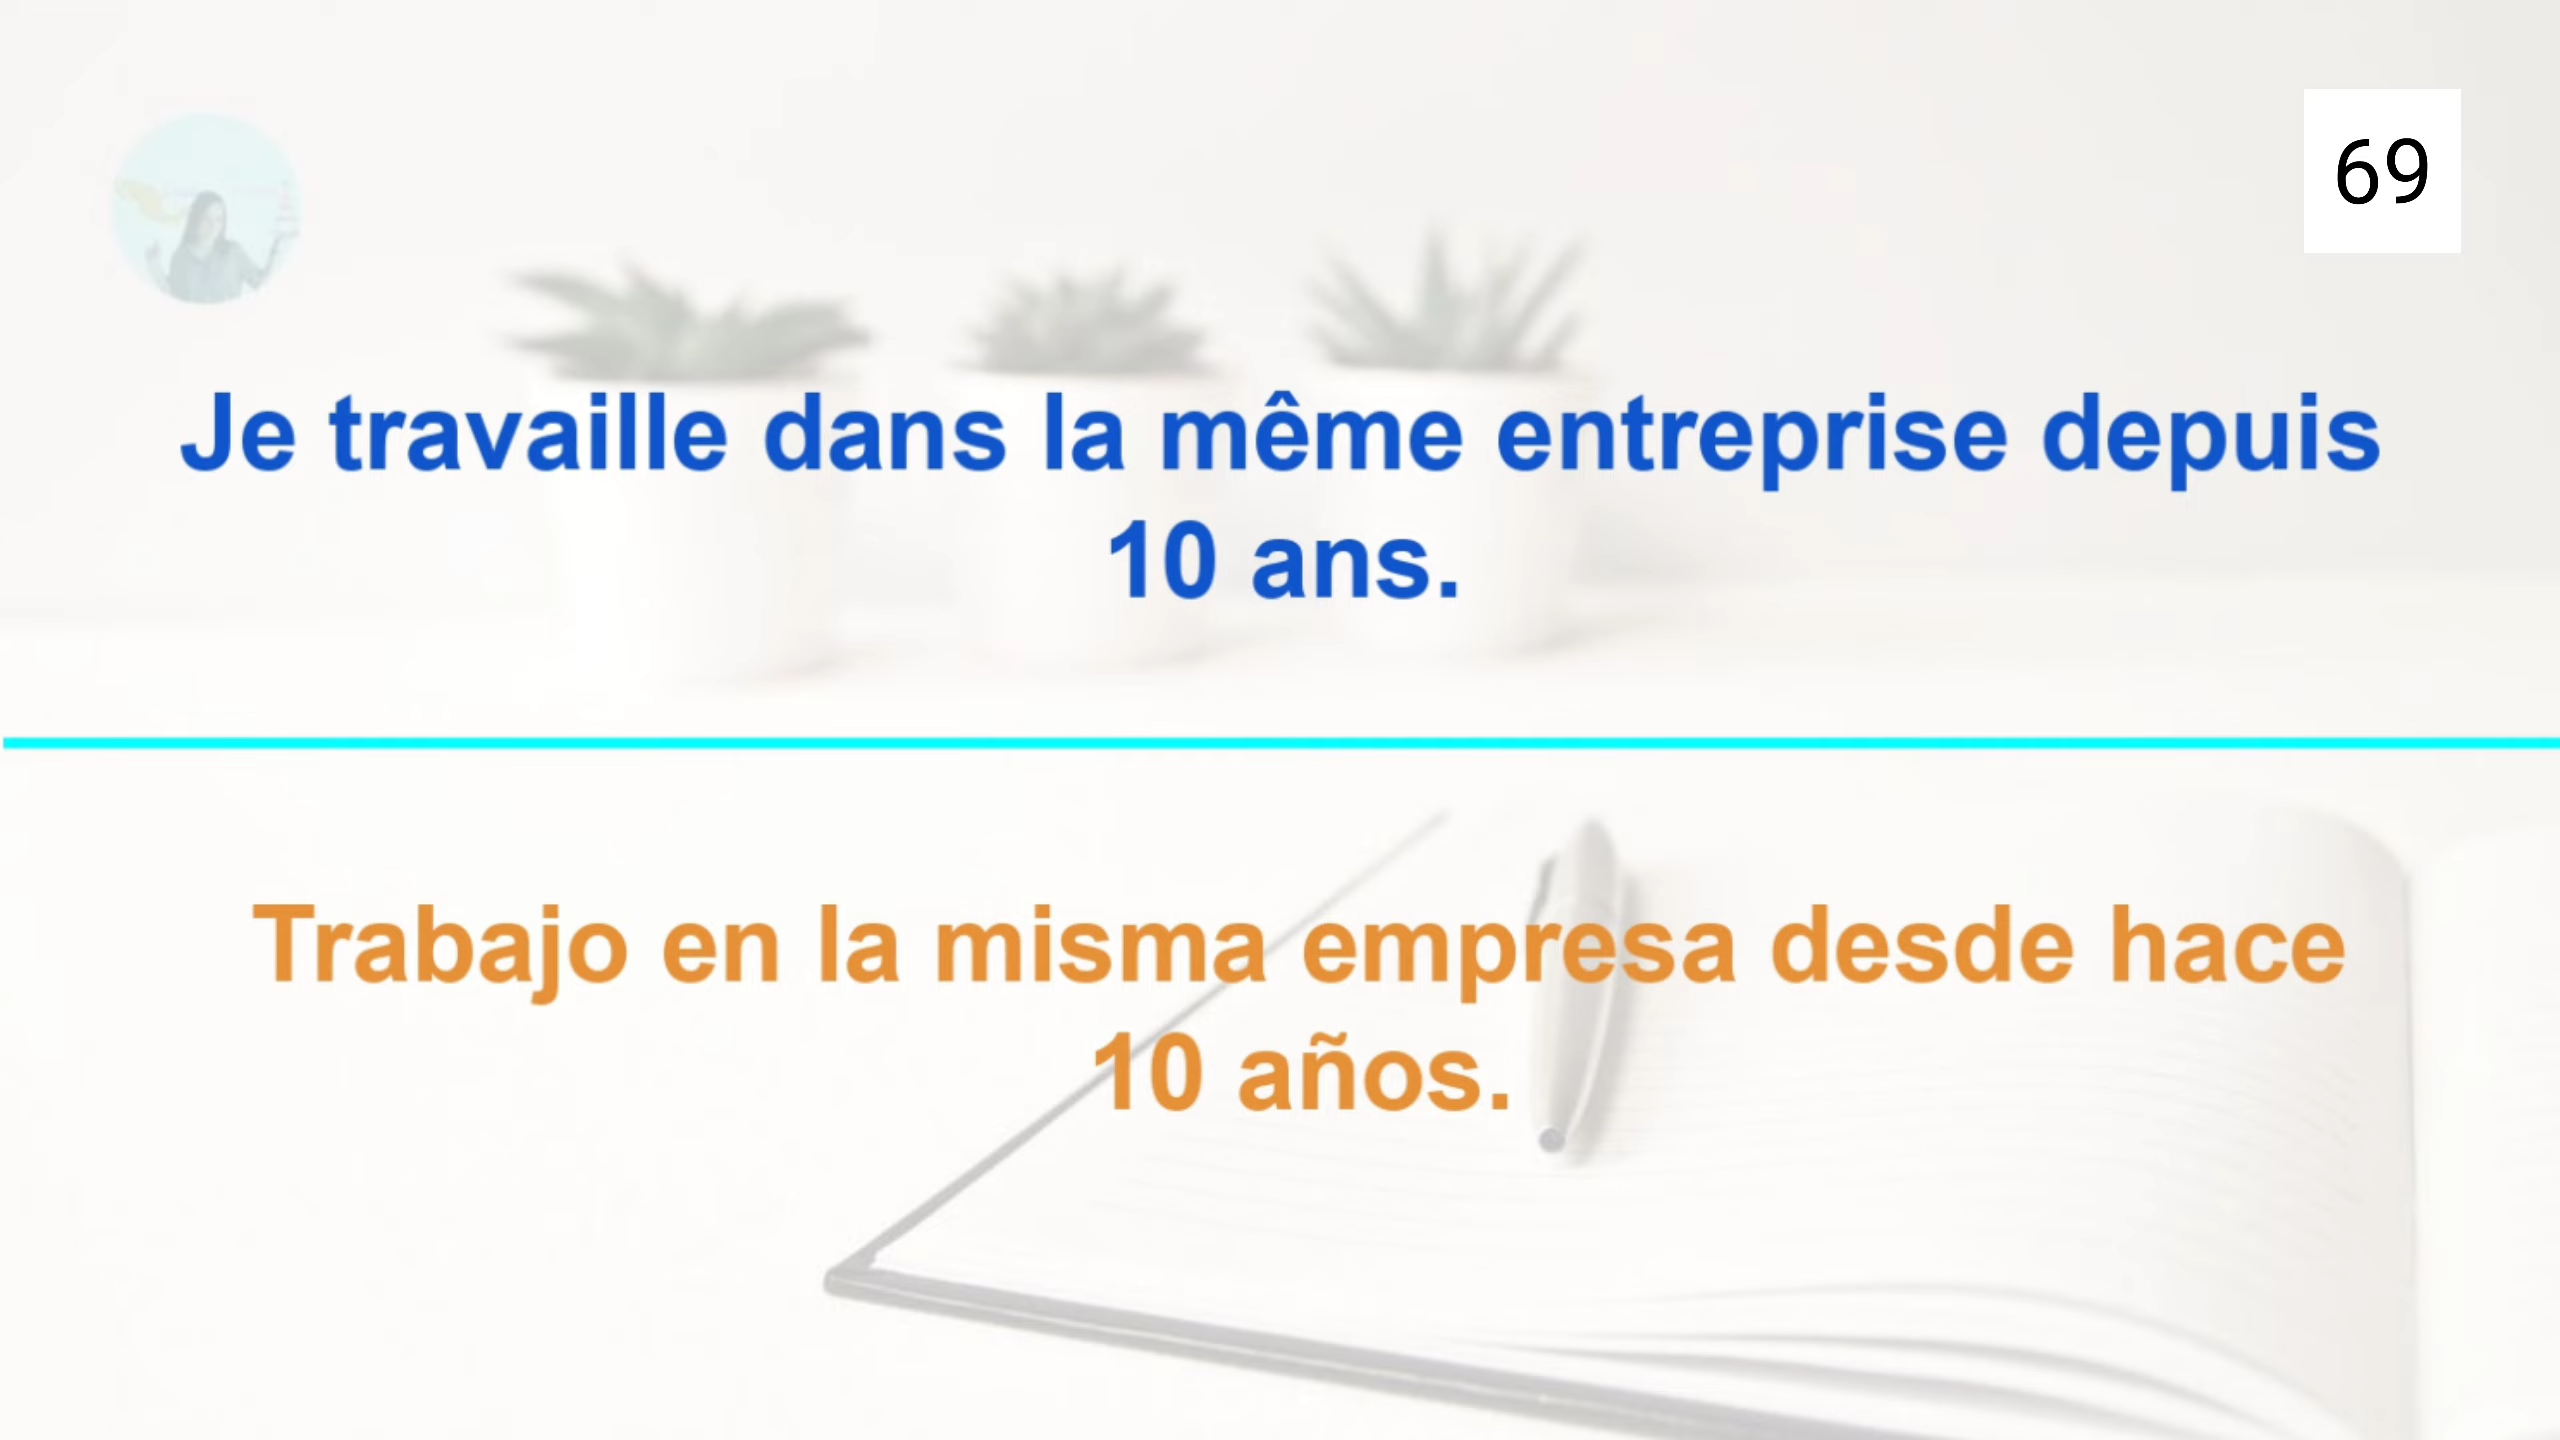 69
Je travaille dans la même entreprise depuis
10 ans.
Trabajo en la misma empresa desde hace
10 años.